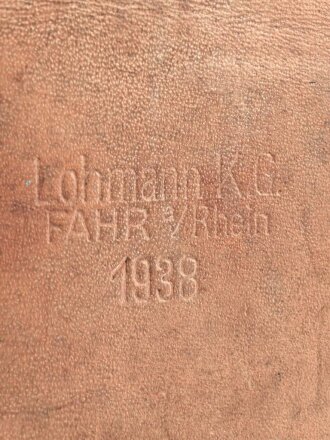 Lohmann K.G.
FAHR a/Rhein
1938